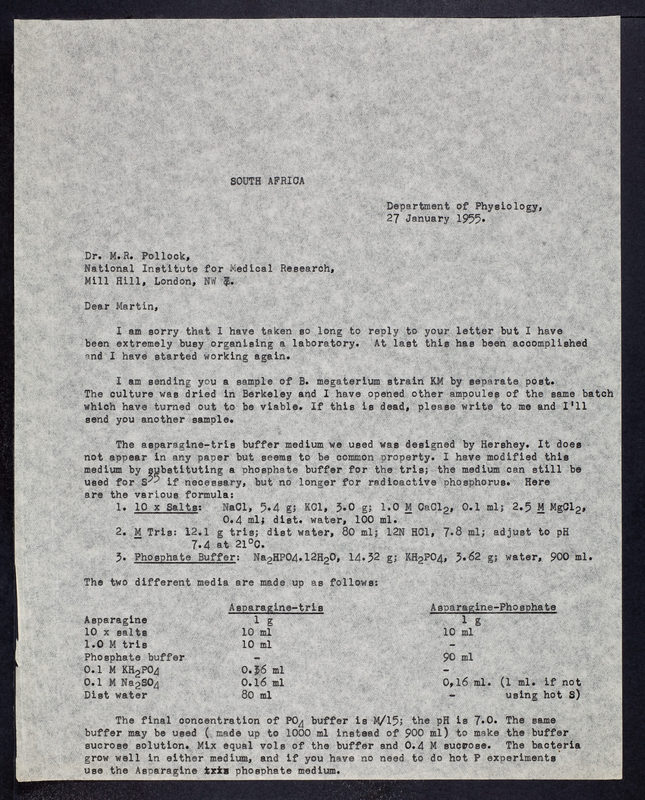 SOUTH AFRICA
Department of Physiology,
27 January 1955.
Dr. M.R. Pollock,
National Institute for Medical Research,
Mill Hill, London, NW 7.
Dear Martin,
I am sorry that I have taken so long to reply to your letter but I have
been extremely busy organising a laboratory. At last this has been accomplished
and I have started working again.
I am sending you a sample of B. megaterium strain KM by separate post.
The culture was dried in Berkeley and I have opened other ampoules of the same batch
which have turned out to be viable. If this is dead, please write to me and I'll
send you another sample.
The asparagine-tris buffer medium we used was designed by Hershey. It does
not appear in any paper but seems to be common property. I have modified this
medium by substituting a phosphate buffer for the tris; the medium can still be
used for S35 if necessary, but no longer for radioactive phosphorus. Here
are the various formula:
1. 10 x Salts: NaCl, 5.4 g; KCl, 3.0 g; 1.0 M CaCl2, 0.1 ml; 2.5 M MgCl2,
0.4 ml; dist. water, 100 ml.
2. M Tris: 12.1 g tris; dist water, 80 ml; 12N HCl, 7.8 ml; adjust to pH
7.4 at 21°C.
3. Phosphate Buffer: Na2HPO4.12H2O, 14.32 g; KH2PO4, 3.62 g; water, 900 ml.
The two different media are made up as follows:
Asparagine-tris Asparagine-Phosphate
Asparagine 1 g 1 g
10 x salts 10 ml 10 ml
1.0 M tris 10 ml -
Phosphate buffer - 90 ml
0.1 M KH2PO4 0.36 ml -
0.1 M Na2SO4 0.16 ml 0,16 ml. (1 ml. if not
Dist water 80 ml - using hot S)
The final concentration of PO4 buffer is M/15; the pH is 7.0. The same
buffer may be used ( made up to 1000 ml instead of 900 ml) to make the buffer
sucrose solution. Mix equal vols of the buffer and 0.4 M sucrose. The bacteria
grow well in either medium, and if you have no need to do hot P experiments
use the Asparagine tris phosphate medium.